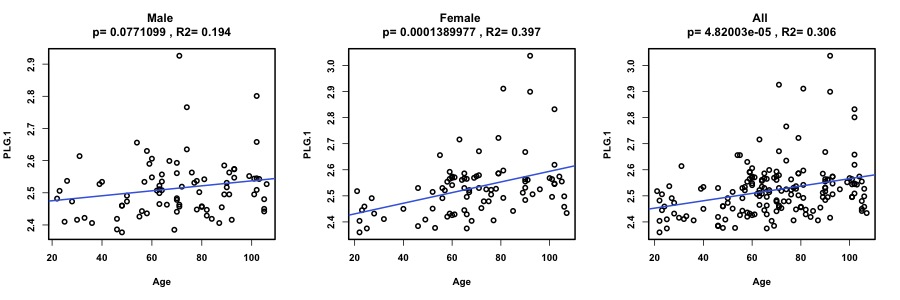 Male
p= 0.0771099 , R2= 0.194
PLG.1
2.9
2.8
2.7
2.6
2.5
2.4
20 40 60 80 100
Age
Female
p= 0.0001389977 , R2= 0.397
PLG.1
3.0
2.9
2.8
2.7
2.6
2.5
2.4
20 40 60 80 100
Age
All
p= 4.82003e-05 , R2= 0.306
PLG.1
3.0
2.9
2.8
2.7
2.6
2.5
2.4
20 40 60 80 100
Age